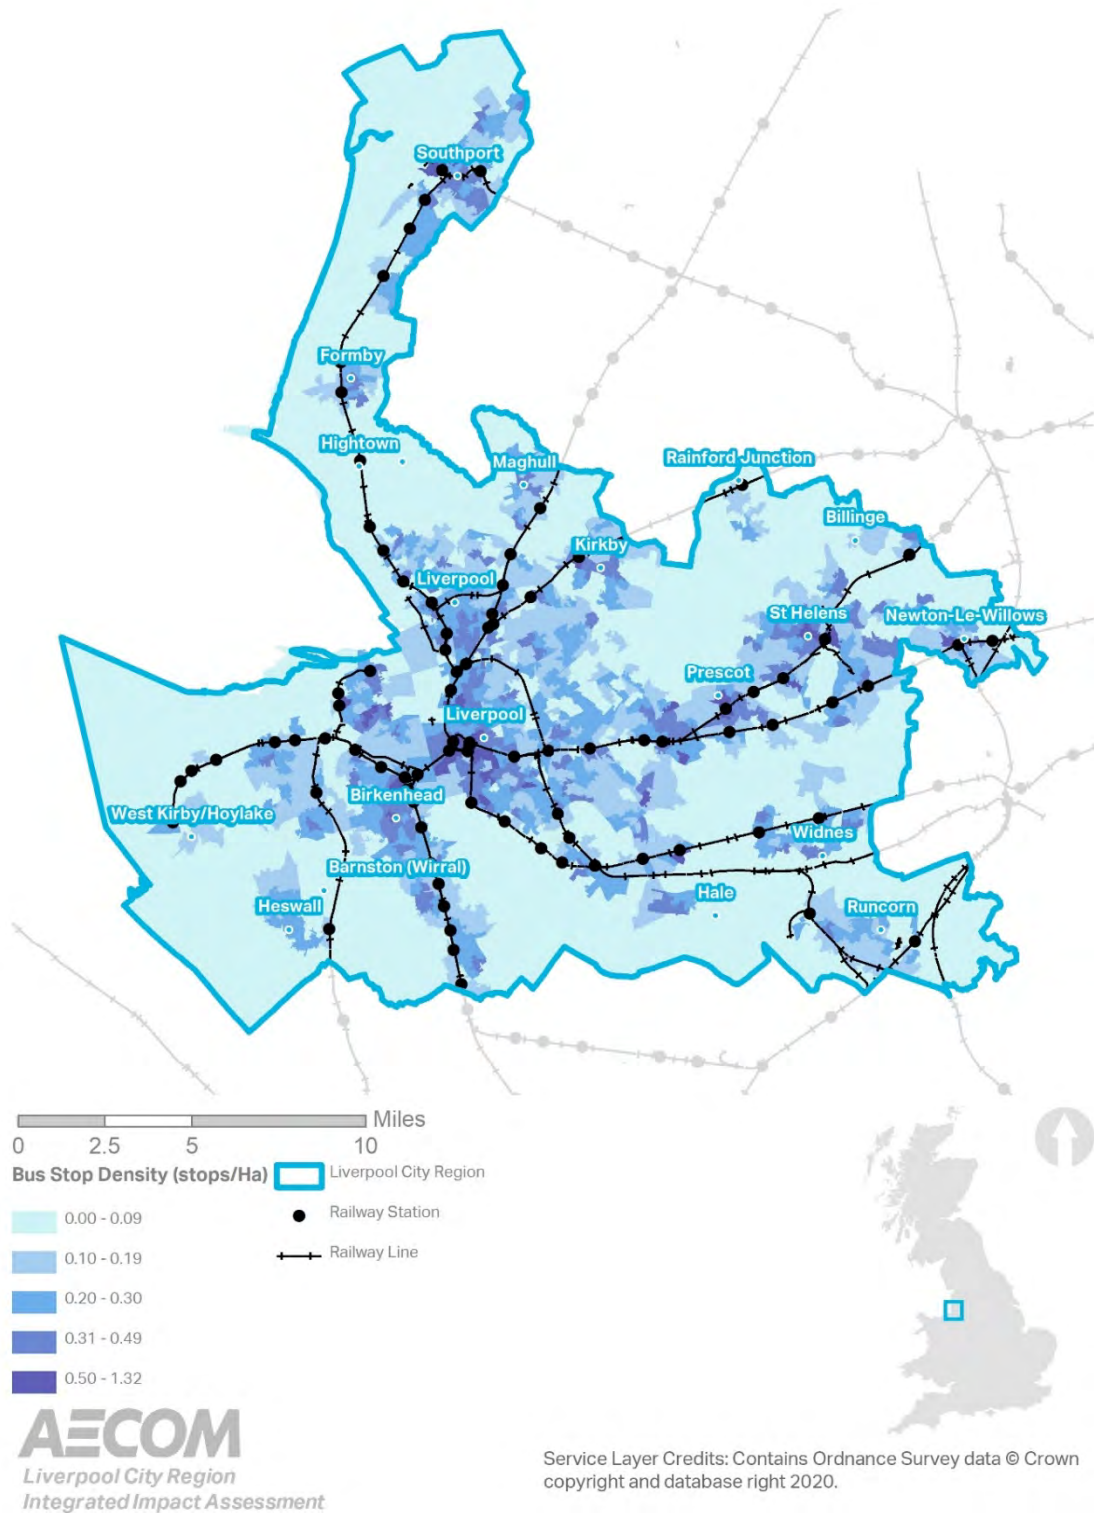 Southport
Formby
Hightown
Maghull
Rainford Junction
Billinge
Kirkby
Liverpool
St Helens
Newton-Le-Willows
Prescot
Liverpool
Birkenhead
West Kirby/Hoylake
Widnes
Barnston (Wirral)
Hale
Heswall
Runcorn
Miles
0 2.5 5 10
Bus Stop Density (stops/Ha)
Liverpool City Region
0.00 - 0.09
Railway Station
0.10 - 0.19
Railway Line
0.20 - 0.30
0.31 - 0.49
0.50 - 1.32
AECOM
Liverpool City Region
Integrated Impact Assessment
Service Layer Credits: Contains Ordnance Survey data © Crown
copyright and database right 2020.